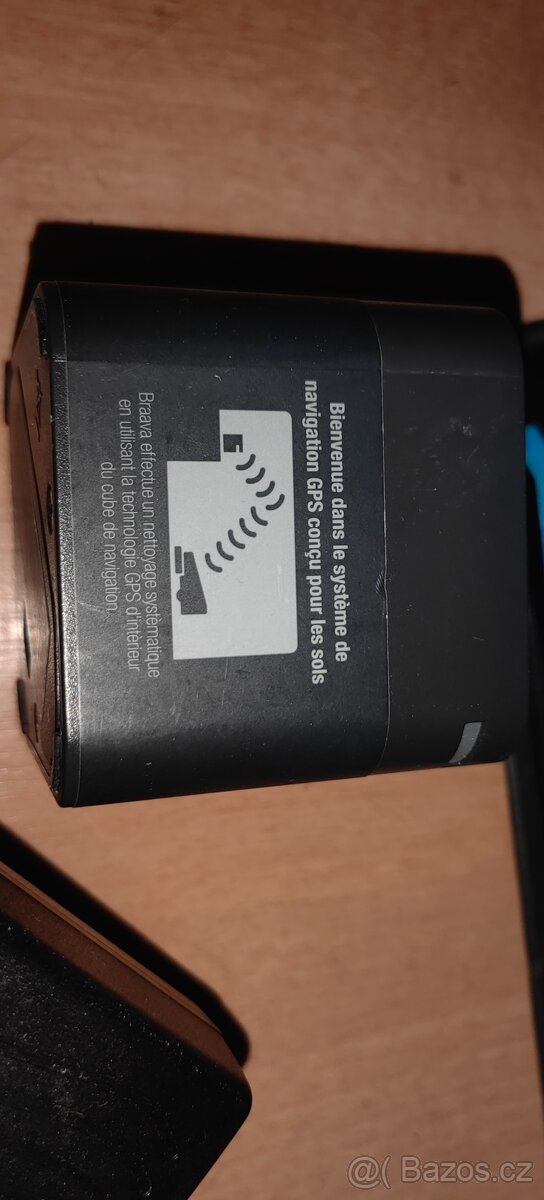 Bienvenue dans le système de
navigation GPS conçu pour les sols
Braava effectue un nettoyage systématique
en utilisant la technologie GPS d'intérieur
du cube de navigation.
Bazos.cz